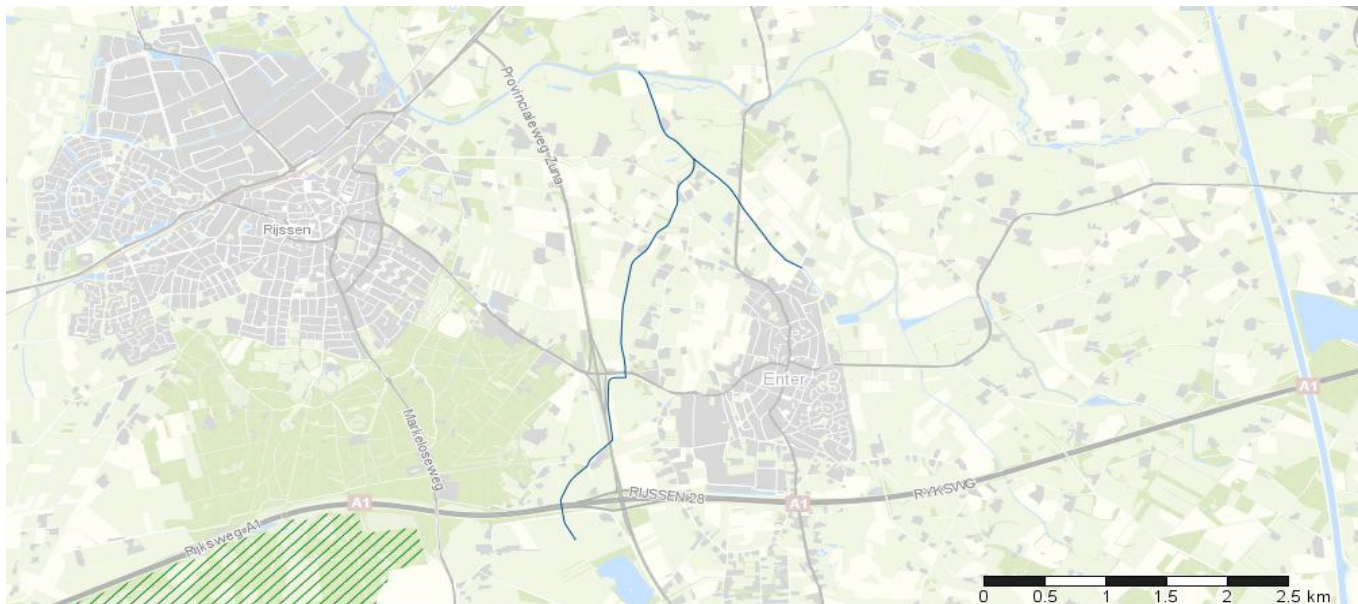 Provincialeweg-Zuna
Rijssen
Enter
Markeloseweg
A1
RIJSSEN 28
RYKSWG
A1
A1
Rijksweg-A1
0 0.5 1 1.5 2 2.5 km